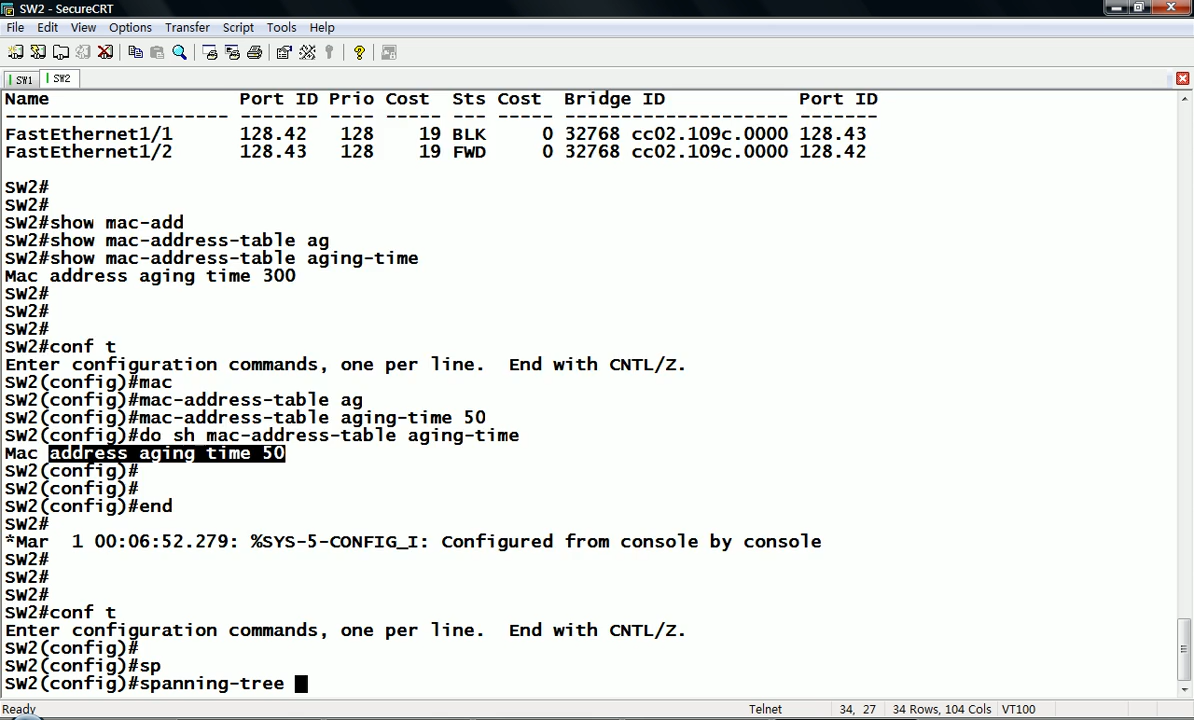 SW2 - SecureCRT
File Edit View Options Transfer Script Tools Help
SW1 SW2
Name Port ID Prio Cost Sts Cost Bridge ID Port ID
-------------------- ------- ---- ----- --- ----- -------------------- -------
FastEthernet1/1 128.42 128 19 BLK 0 32768 cc02.109c.0000 128.43
FastEthernet1/2 128.43 128 19 FWD 0 32768 cc02.109c.0000 128.42
SW2#
SW2#
SW2#show mac-add
SW2#show mac-address-table ag
SW2#show mac-address-table aging-time
Mac address aging time 300
SW2#
SW2#
SW2#
SW2#conf t
Enter configuration commands, one per line.  End with CNTL/Z.
SW2(config)#mac
SW2(config)#mac-address-table ag
SW2(config)#mac-address-table aging-time 50
SW2(config)#do sh mac-address-table aging-time
Mac address aging time 50
SW2(config)#
SW2(config)#
SW2(config)#end
SW2#
*Mar  1 00:06:52.279: %SYS-5-CONFIG_I: Configured from console by console
SW2#
SW2#
SW2#
SW2#conf t
Enter configuration commands, one per line.  End with CNTL/Z.
SW2(config)#
SW2(config)#sp
SW2(config)#spanning-tree
Ready Telnet 34, 27 34 Rows, 104 Cols VT100